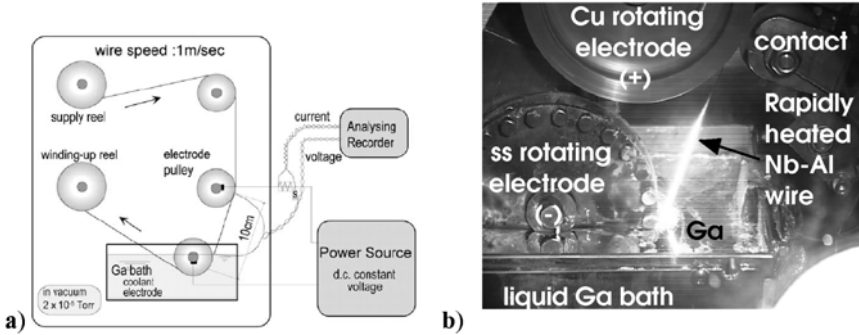 wire speed :1m/sec
supply reel
winding-up reel
electrode
pulley
current
voltage
Analysing
Recorder
s
10cm
Ga bath
coolant
electrode
Power Source
d.c. constant
voltage
in vacuum
2 x 10⁻⁵ Torr
a)
Cu rotating
electrode
(+)
contact
Rapidly
heated
Nb-Al
wire
ss rotating
electrode
(-)
Ga
liquid Ga bath
b)